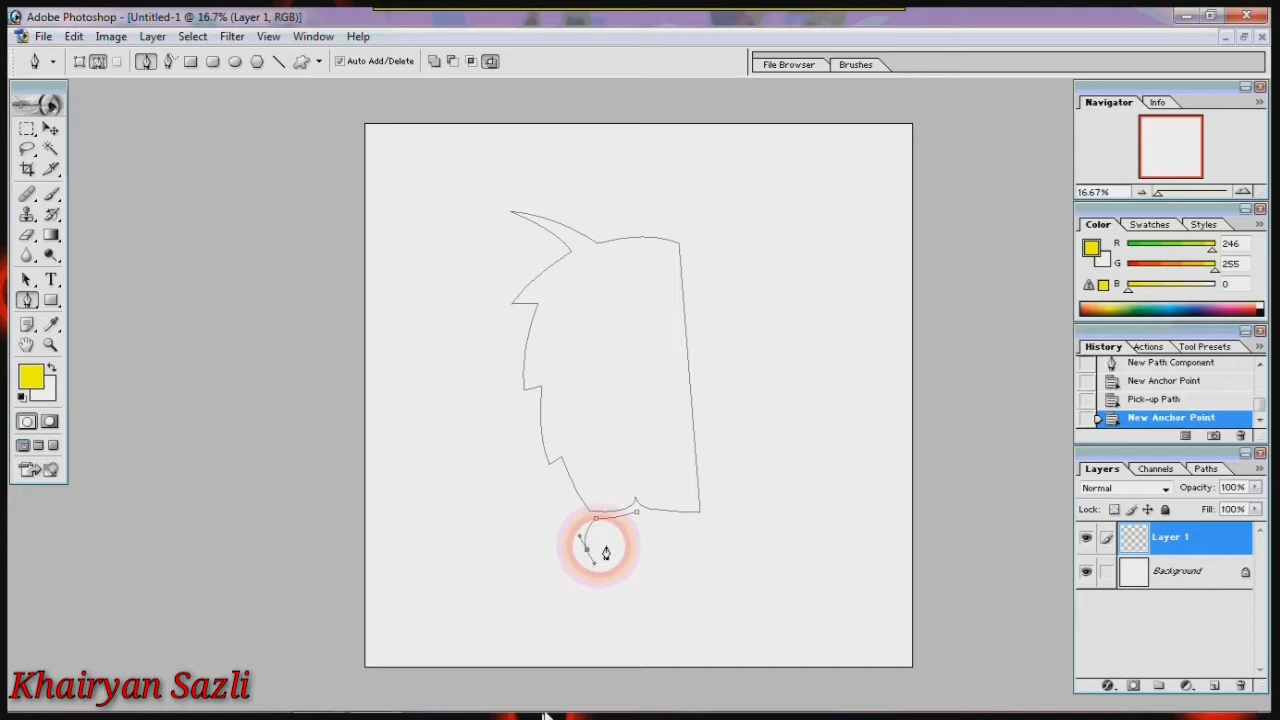 Adobe Photoshop - [Untitled-1 @ 16.7% (Layer 1, RGB)]
File Edit Image Layer Select Filter View Window Help
Auto Add/Delete
File Browser Brushes
Navigator Info
16.67%
Color Swatches Styles
R 246
G 255
B 0
History Actions Tool Presets
New Path Component
New Anchor Point
Pick-up Path
New Anchor Point
Layers Channels Paths
Normal Opacity: 100%
Lock: Fill: 100%
Layer 1
Background
Khairyan Sazli